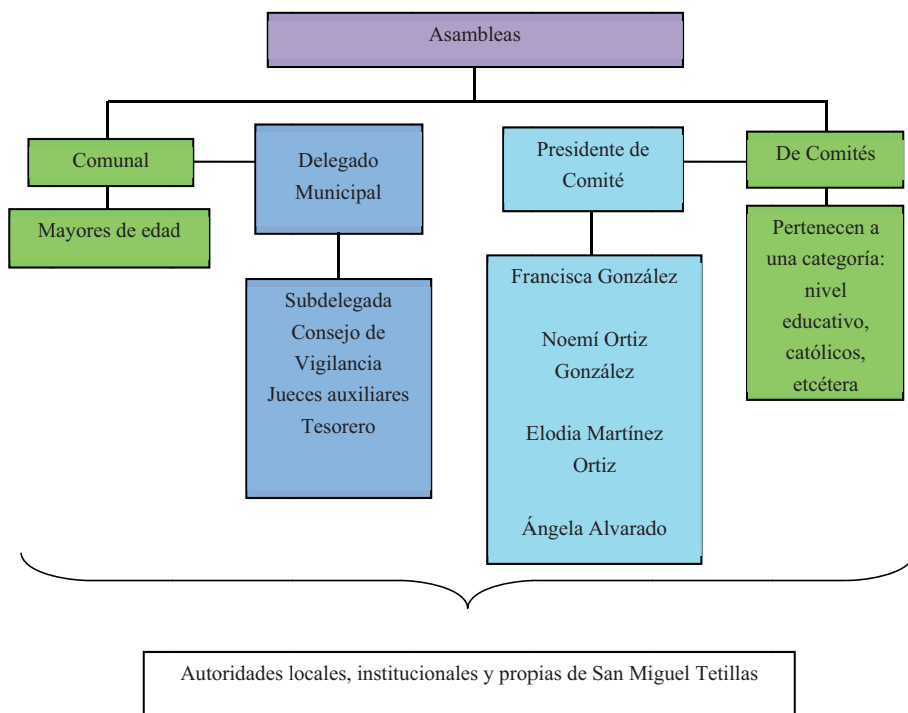 Asambleas
Comunal
Delegado
Municipal
Presidente de
Comité
De Comités
Mayores de edad
Subdelegada
Consejo de
Vigilancia
Jueces auxiliares
Tesorero
Francisca González
Noemí Ortiz
González
Elodia Martínez
Ortiz
Ángela Alvarado
Pertenecen a
una categoría:
nivel
educativo,
católicos,
etcétera
Autoridades locales, institucionales y propias de San Miguel Tetillas